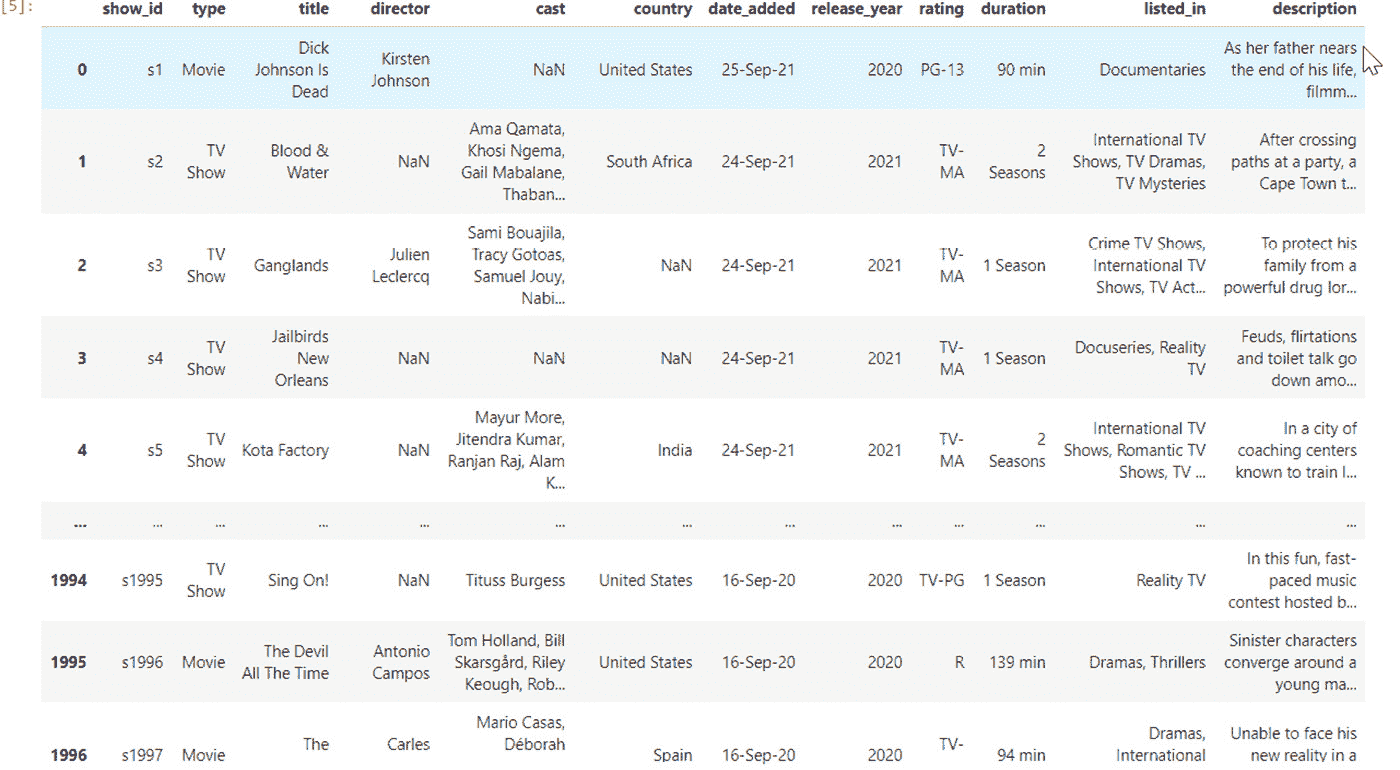 [5]:
show_id type title director cast country date_added release_year rating duration listed_in description
0 s1 Movie Dick Johnson Is Dead Kirsten Johnson NaN United States 25-Sep-21 2020 PG-13 90 min Documentaries As her father nears the end of his life, filmm...
1 s2 TV Show Blood & Water NaN Ama Qamata, Khosi Ngema, Gail Mabalane, Thaban... South Africa 24-Sep-21 2021 TV-MA 2 Seasons International TV Shows, TV Dramas, TV Mysteries After crossing paths at a party, a Cape Town t...
2 s3 TV Show Ganglands Julien Leclercq Sami Bouajila, Tracy Gotoas, Samuel Jouy, Nabi... NaN 24-Sep-21 2021 TV-MA 1 Season Crime TV Shows, International TV Shows, TV Act... To protect his family from a powerful drug lor...
3 s4 TV Show Jailbirds New Orleans NaN NaN NaN 24-Sep-21 2021 TV-MA 1 Season Docuseries, Reality TV Feuds, flirtations and toilet talk go down amo...
4 s5 TV Show Kota Factory NaN Mayur More, Jitendra Kumar, Ranjan Raj, Alam K... India 24-Sep-21 2021 TV-MA 2 Seasons International TV Shows, Romantic TV Shows, TV ... In a city of coaching centers known to train I...
... ... ... ... ... ... ... ... ... ... ... ... ...
1994 s1995 TV Show Sing On! NaN Tituss Burgess United States 16-Sep-20 2020 TV-PG 1 Season Reality TV In this fun, fast-paced music contest hosted b...
1995 s1996 Movie The Devil All The Time Antonio Campos Tom Holland, Bill Skarsgård, Riley Keough, Rob... United States 16-Sep-20 2020 R 139 min Dramas, Thrillers Sinister characters converge around a young ma...
1996 s1997 Movie The Carles Mario Casas, Déborah Spain 16-Sep-20 2020 TV- 94 min Dramas, International Unable to face his new reality in a